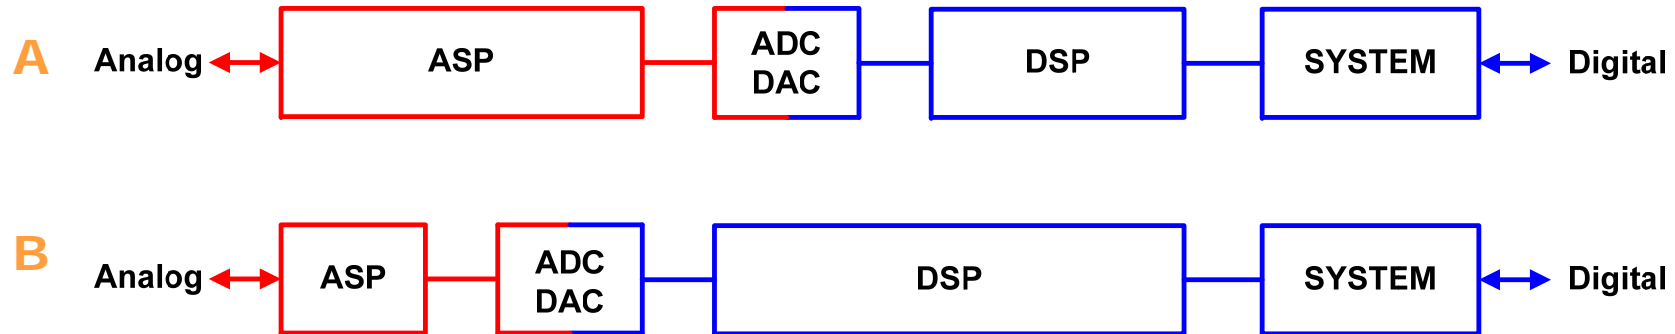 A
Analog
ASP
ADC
DAC
DSP
SYSTEM
Digital
B
Analog
ASP
ADC
DAC
DSP
SYSTEM
Digital